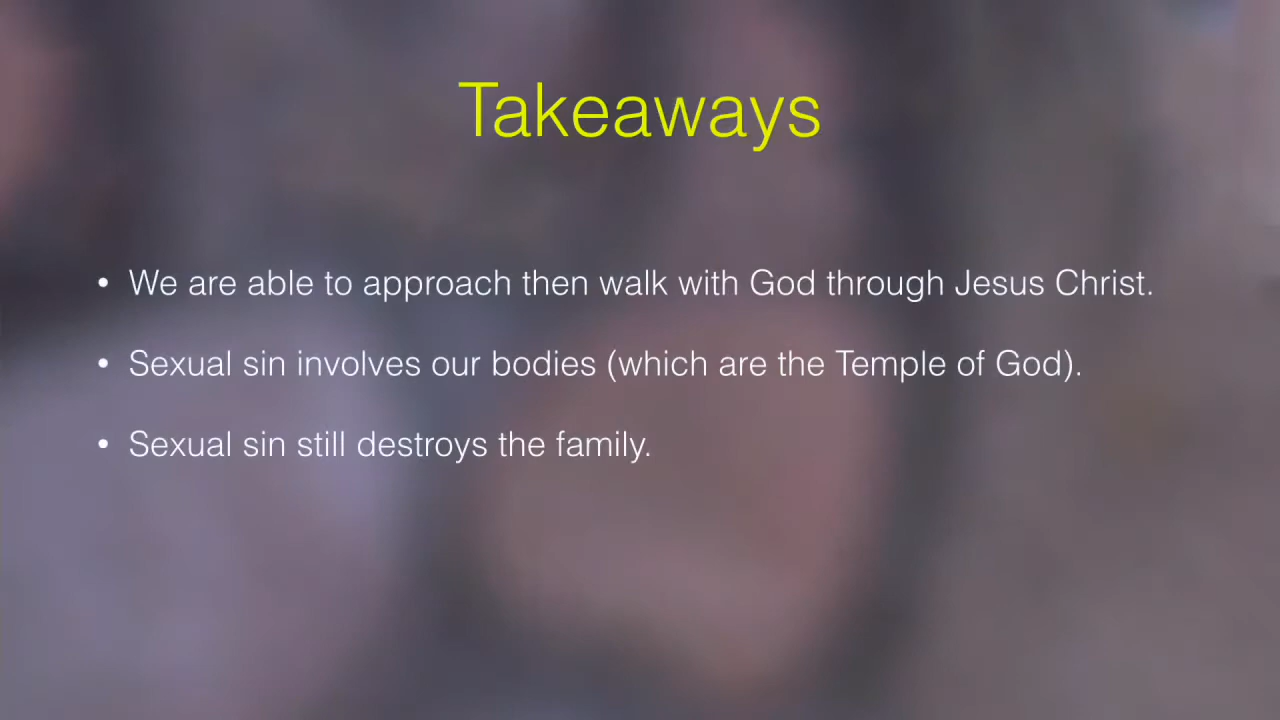 Takeaways
• We are able to approach then walk with God through Jesus Christ.
• Sexual sin involves our bodies (which are the Temple of God).
• Sexual sin still destroys the family.